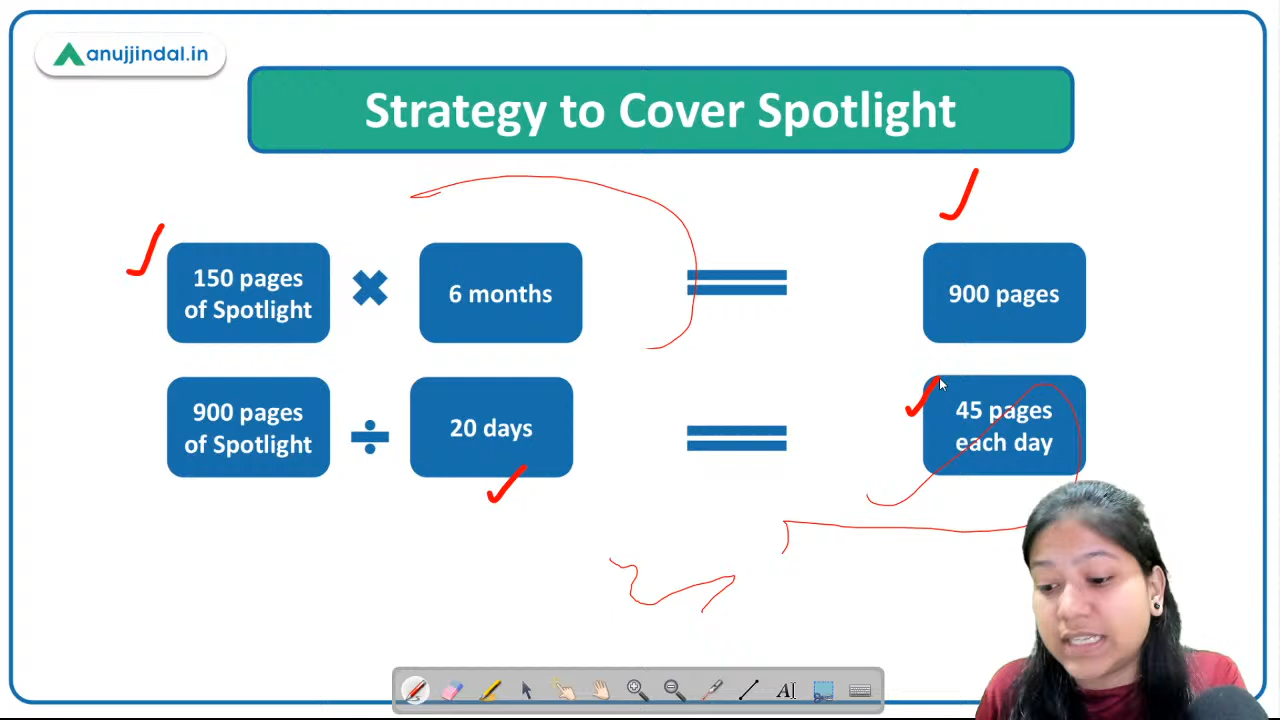 anujjindal.in
Strategy to Cover Spotlight
150 pages
of Spotlight
6 months
900 pages
900 pages
of Spotlight
20 days
45 pages
each day
A